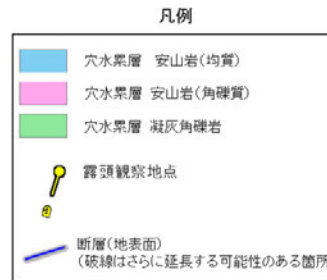 凡例
穴水累層 安山岩(均質)
穴水累層 安山岩(角礫質)
穴水累層 凝灰角礫岩
露頭観察地点
a
断層(地表面)
(破線はさらに延長する可能性のある箇所